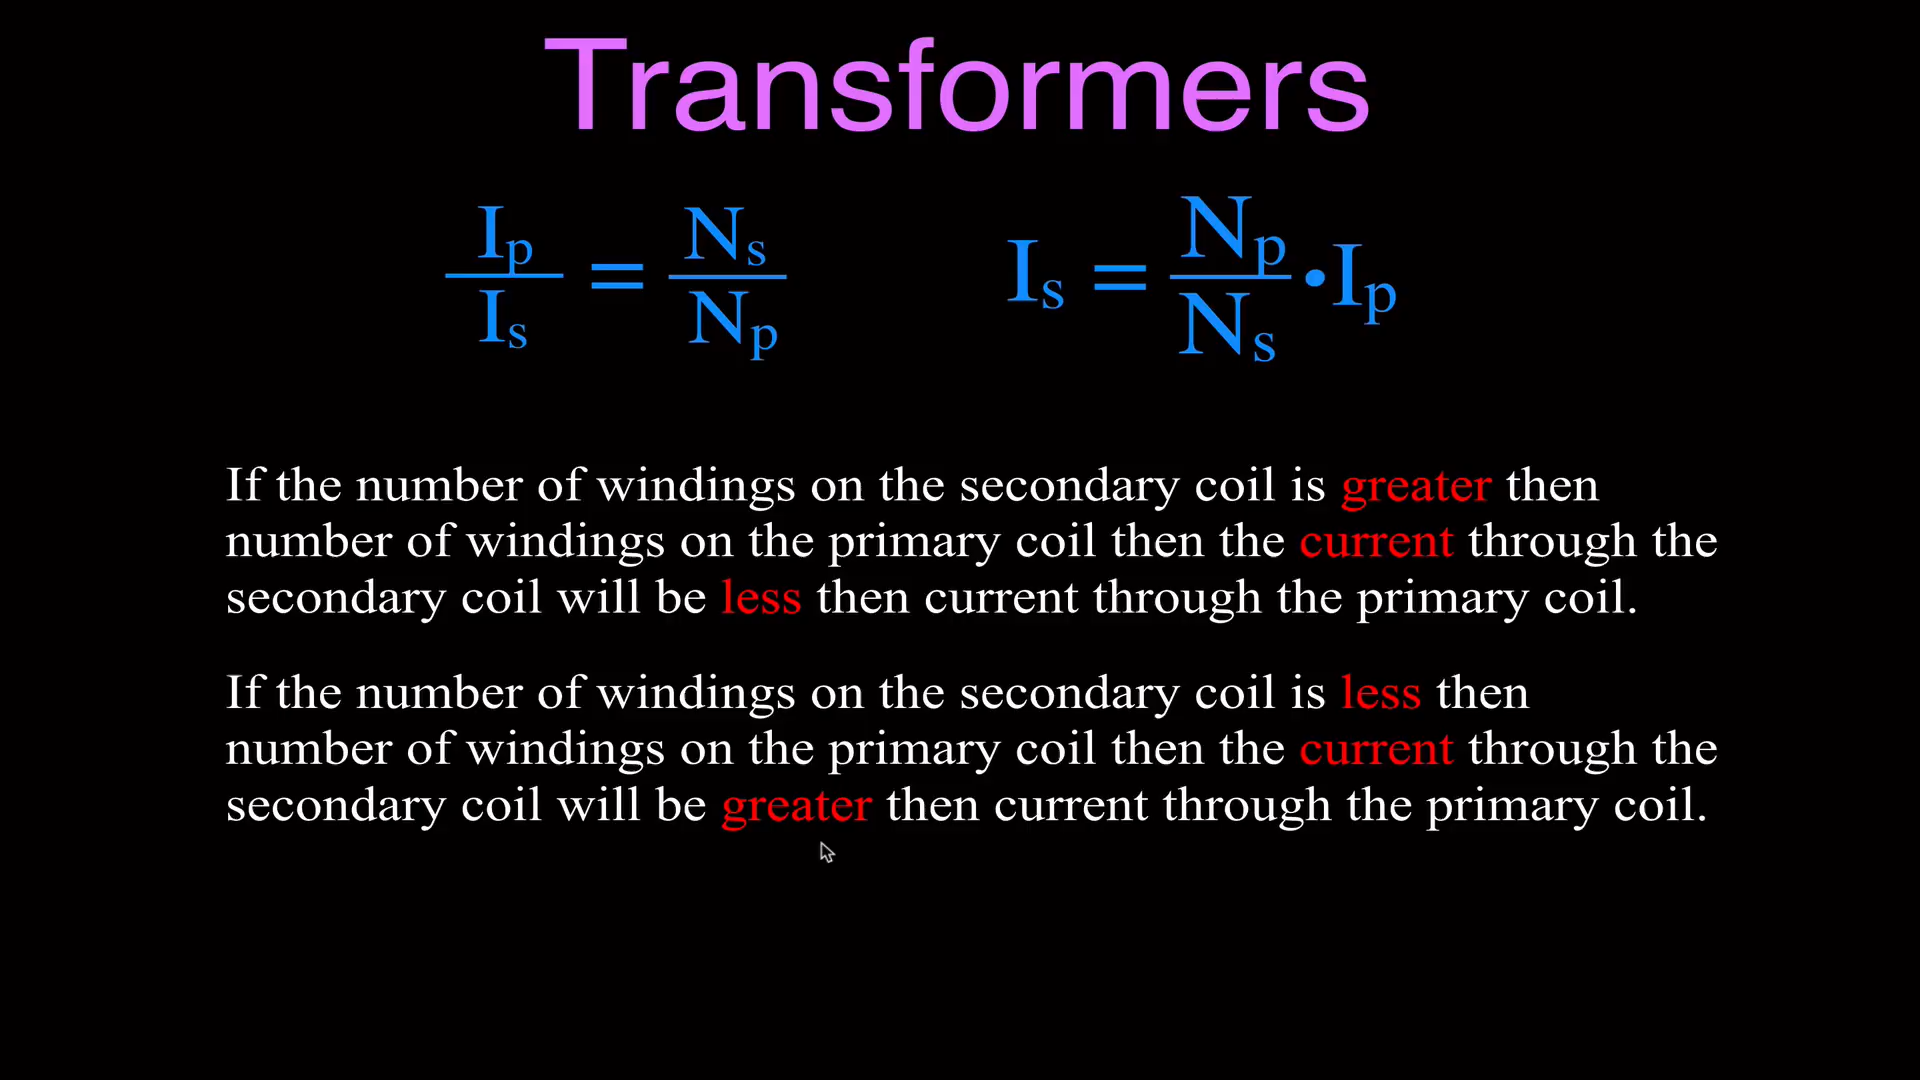 Transformers
Ip/Is = Ns/Np
Is = Np/Ns • Ip
If the number of windings on the secondary coil is greater then
number of windings on the primary coil then the current through the
secondary coil will be less then current through the primary coil.
If the number of windings on the secondary coil is less then
number of windings on the primary coil then the current through the
secondary coil will be greater then current through the primary coil.